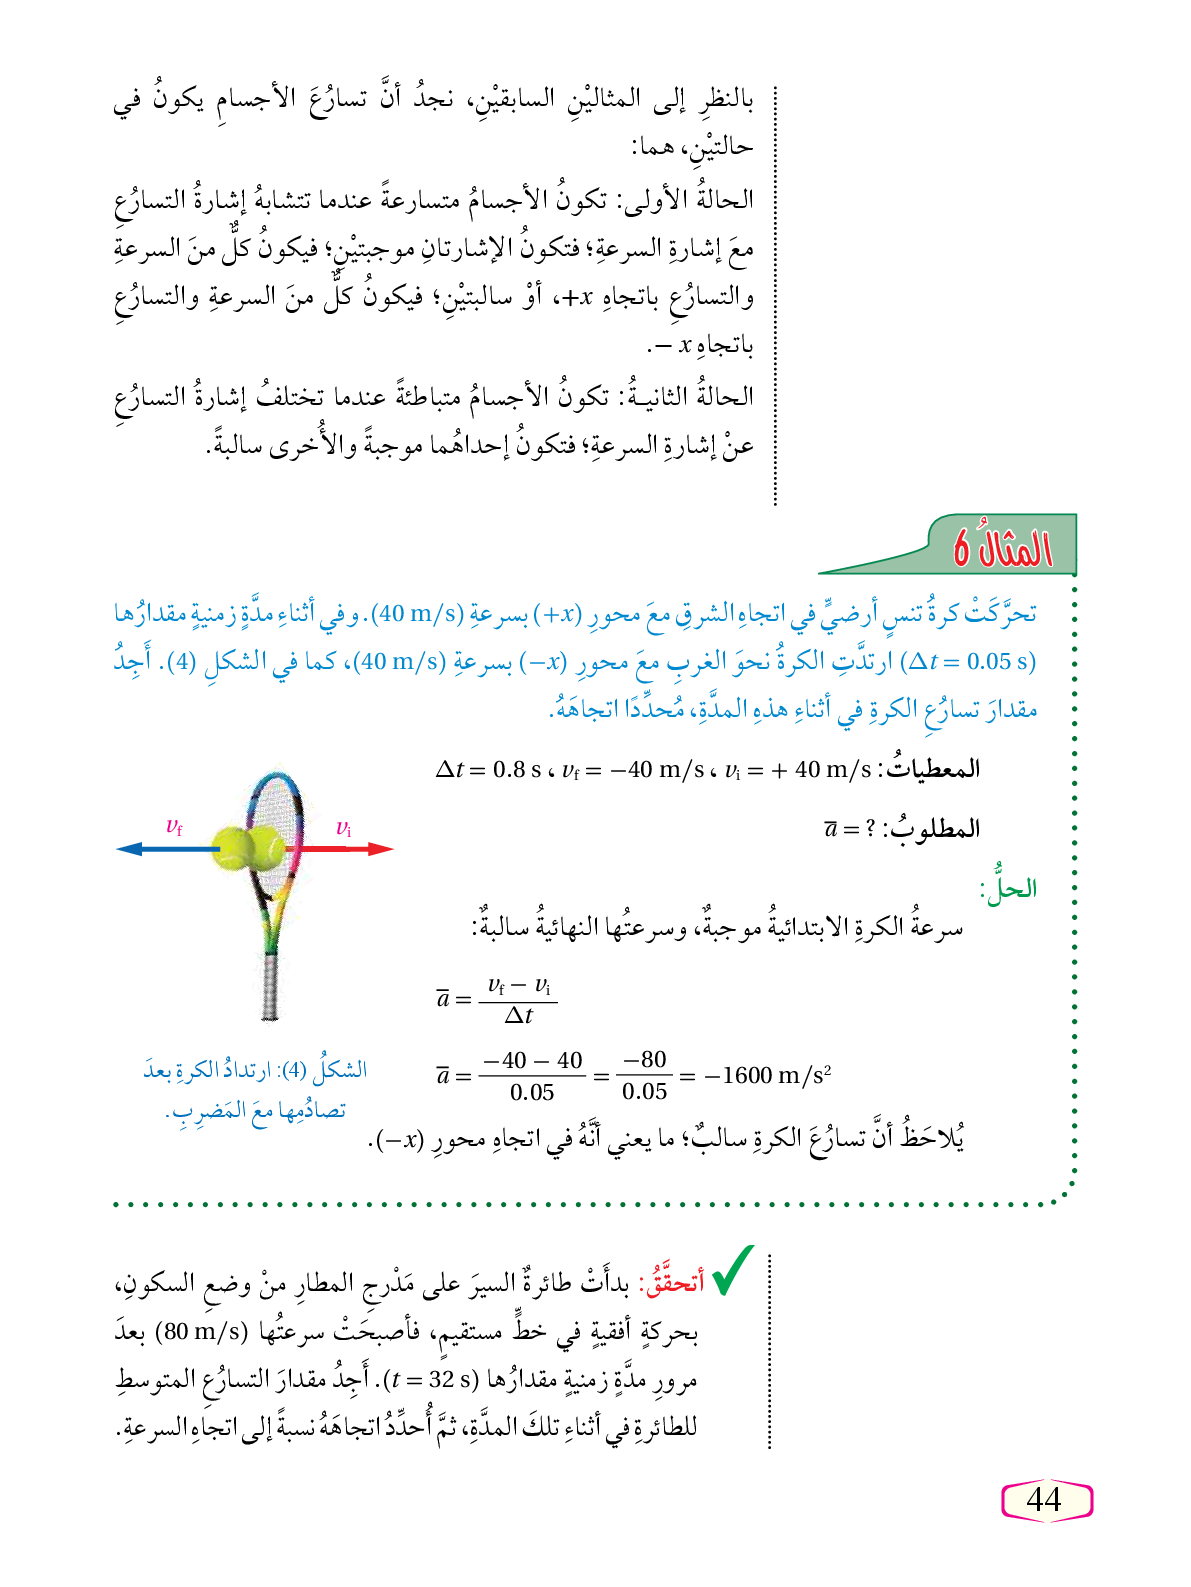 بالنظرِ إلى المثاليْنِ السابقيْنِ، نجدُ أنَّ تسارُعَ الأجسامِ يكونُ في
حالتيْنِ، هما:
الحالةُ الأولى: تكونُ الأجسامُ متسارعةً عندما تتشابهُ إشارةُ التسارُعِ
معَ إشارةِ السرعةِ؛ فتكونُ الإشارتانِ موجبتيْنِ؛ فيكونُ كلٌّ منَ السرعةِ
والتسارُعِ باتجاهِ +x، أوْ سالبتيْنِ؛ فيكونُ كلٌّ منَ السرعةِ والتسارُعِ
باتجاهِ x –.
الحالةُ الثانيـةُ: تكونُ الأجسامُ متباطئةً عندما تختلفُ إشارةُ التسارُعِ
عنْ إشارةِ السرعةِ؛ فتكونُ إحداهُما موجبةً والأُخرى سالبةً.
المثالُ 6
تحرَّكَتْ كرةُ تنسٍ أرضيٍّ في اتجاهِ الشرقِ معَ محورِ (+x) بسرعةِ (40 m/s). وفي أثناءِ مدَّةٍ زمنيةٍ مقدارُها
(Δt = 0.05 s) ارتدَّتِ الكرةُ نحوَ الغربِ معَ محورِ (–x) بسرعةِ (40 m/s)، كما في الشكلِ (4). أَجِدُ
مقدارَ تسارُعِ الكرةِ في أثناءِ هذهِ المدَّةِ، مُحدِّدًا اتجاهَهُ.
المعطياتُ: vi = + 40 m/s ، vf = –40 m/s ، Δt = 0.8 s
المطلوبُ: a̅ = ?
الحلُّ:
سرعةُ الكرةِ الابتدائيةُ موجبةٌ، وسرعتُها النهائيةُ سالبةٌ:
a̅ = (vf – vi) / Δt
a̅ = (–40 – 40) / 0.05 = –80 / 0.05 = –1600 m/s²
يُلاحَظُ أنَّ تسارُعَ الكرةِ سالبٌ؛ ما يعني أنَّهُ في اتجاهِ محورِ (–x).
vf
vi
الشكلُ (4): ارتدادُ الكرةِ بعدَ
تصادُمِها معَ المَضرِبِ.
أتحقَّقُ: بدأَتْ طائرةٌ السيرَ على مَدْرجِ المطارِ منْ وضعِ السكونِ،
بحركةٍ أفقيةٍ في خطٍّ مستقيمٍ، فأصبحَتْ سرعتُها (80 m/s) بعدَ
مرورِ مدَّةٍ زمنيةٍ مقدارُها (t = 32 s). أَجِدُ مقدارَ التسارُعِ المتوسطِ
للطائرةِ في أثناءِ تلكَ المدَّةِ، ثمَّ أُحدِّدُ اتجاهَهُ نسبةً إلى اتجاهِ السرعةِ.
44